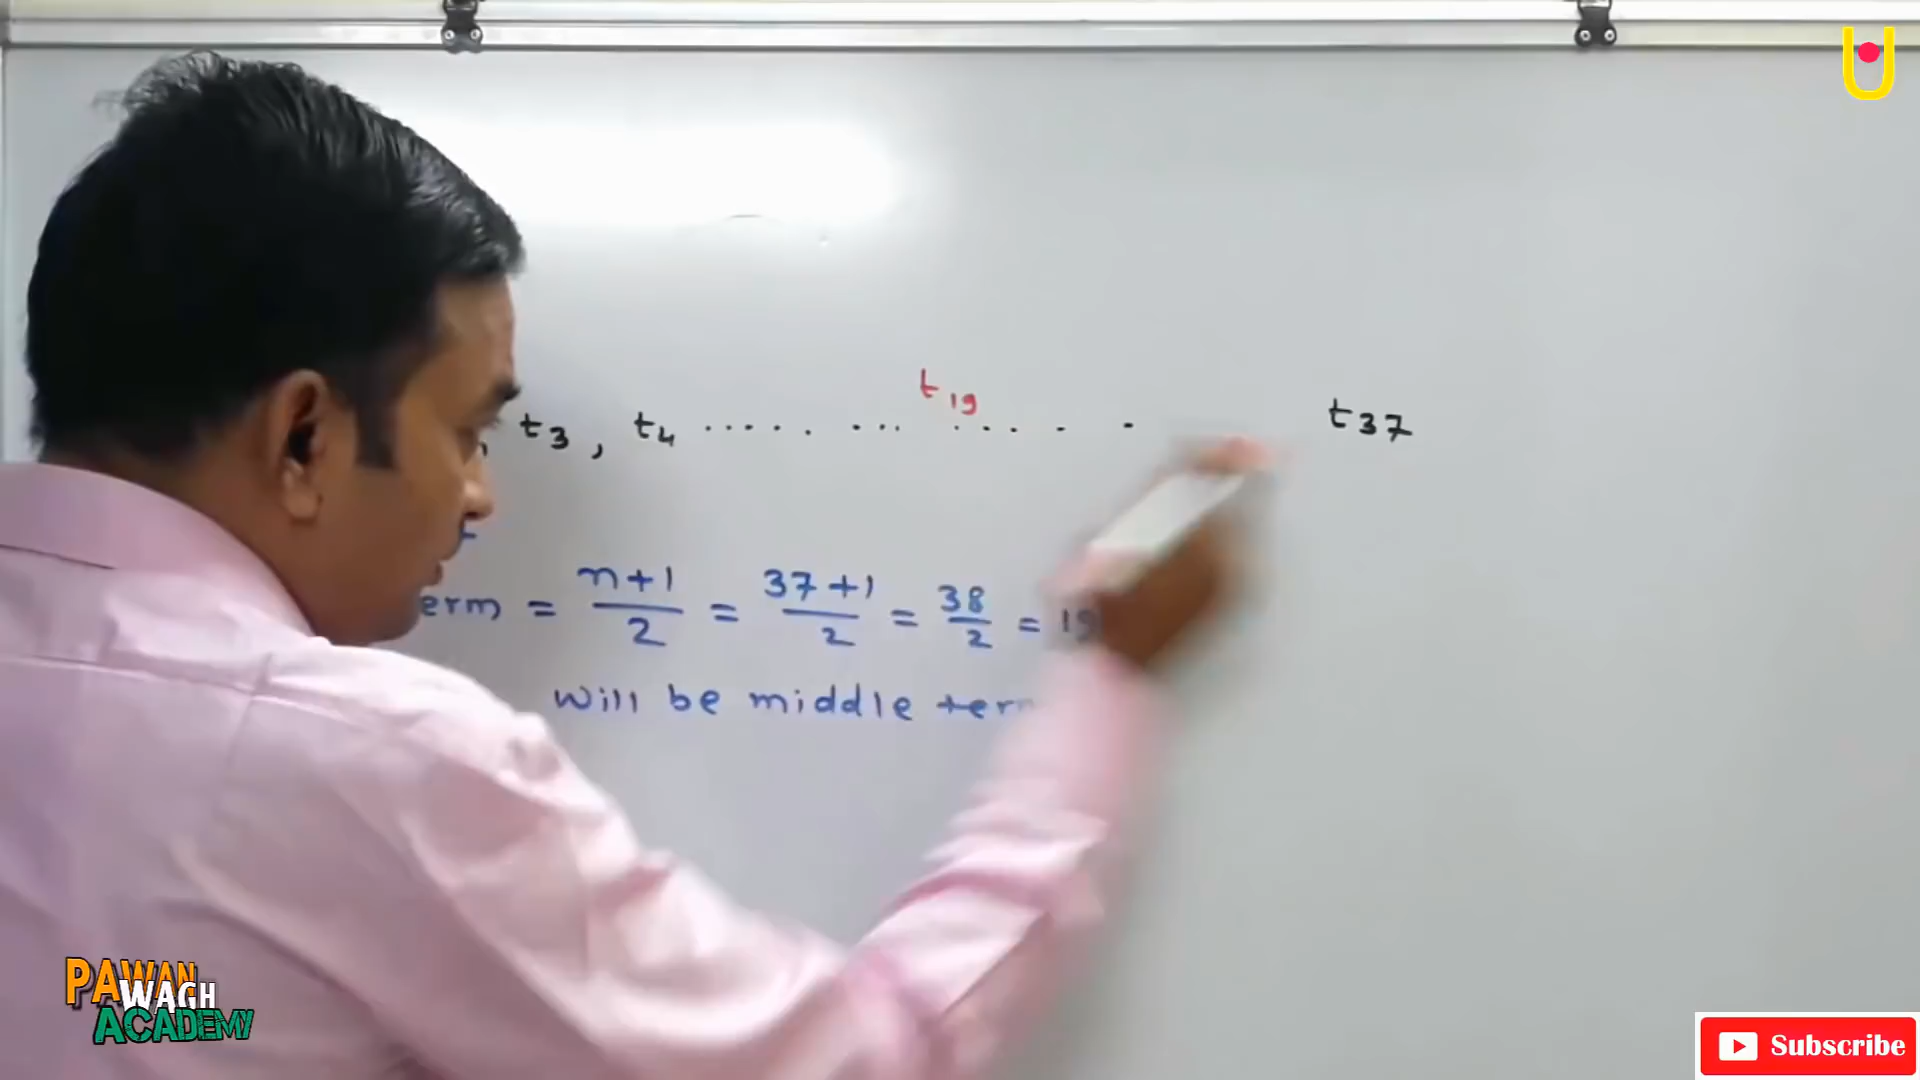 t19
t3, t4 ..... ... .... . . t37
erm = n+1/2 = 37+1/2 = 38/2 = 19
will be middle term
PAWAN
WAGH
ACADEMY
Subscribe